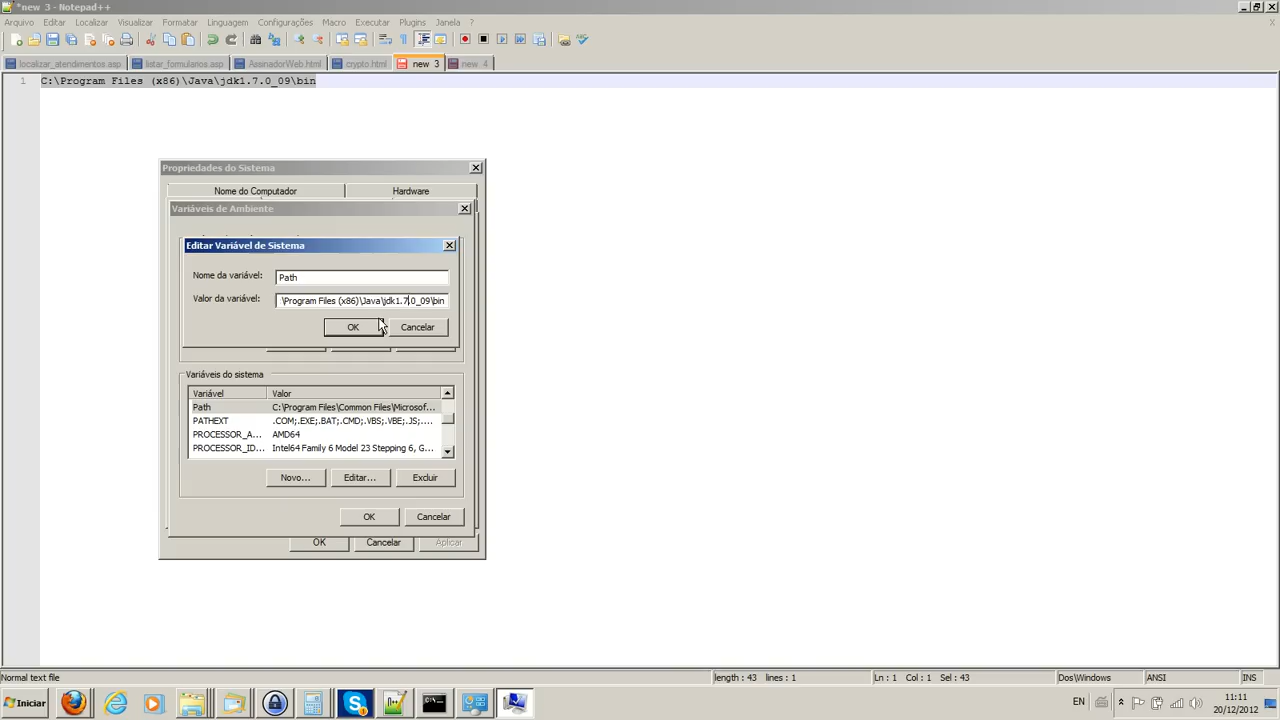 *new  3 - Notepad++
Arquivo Editar Localizar Visualizar Formatar Linguagem Configurações Macro Executar Plugins Janela ?
localizar_atendimentos.asp listar_formularios.asp AssinadorWeb.html crypto.html new  3 new  4
1 C:\Program Files (x86)\Java\jdk1.7.0_09\bin
Propriedades do Sistema
Nome do Computador Hardware
Variáveis de Ambiente
Editar Variável de Sistema
Nome da variável: Path
Valor da variável: \Program Files (x86)\Java\jdk1.7.0_09\bin
OK Cancelar
Variáveis do sistema
Variável Valor
Path C:\Program Files\Common Files\Microsof...
PATHEXT .COM;.EXE;.BAT;.CMD;.VBS;.VBE;.JS;....
PROCESSOR_A... AMD64
PROCESSOR_ID... Intel64 Family 6 Model 23 Stepping 6, G...
Novo... Editar... Excluir
OK Cancelar
OK Cancelar Aplicar
Normal text file length : 43 lines : 1 Ln : 1 Col : 1 Sel : 43 Dos\Windows ANSI INS
Iniciar EN 11:11
20/12/2012